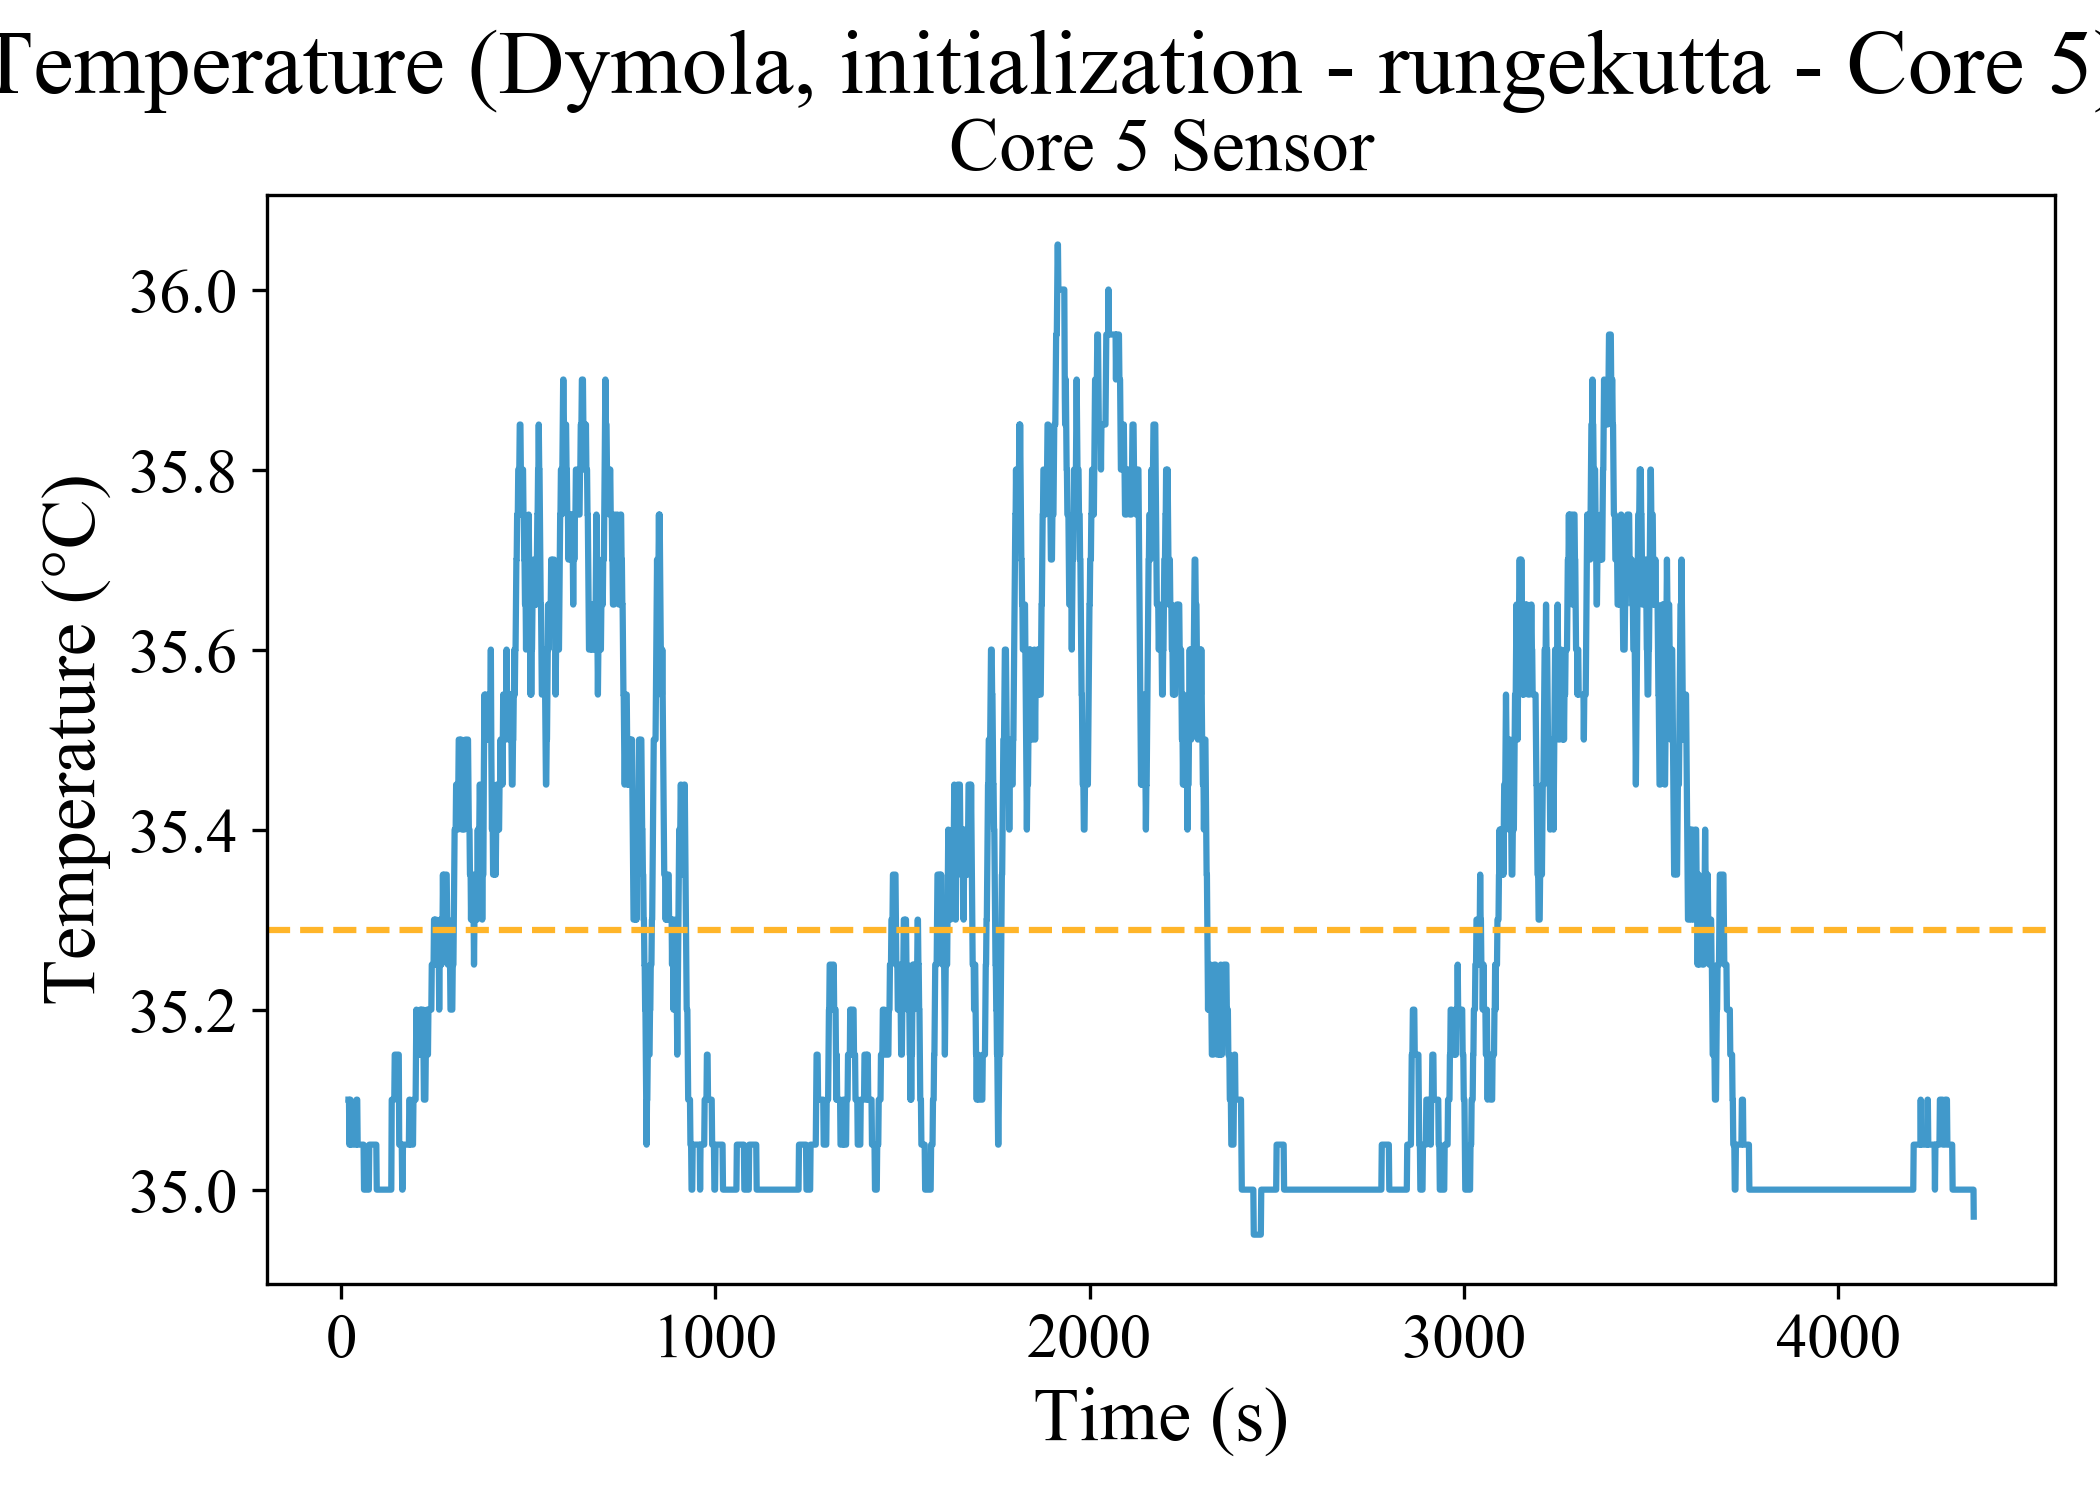 Temperature (Dymola, initialization - rungekutta - Core 5)
Core 5 Sensor
Temperature (°C)
36.0
35.8
35.6
35.4
35.2
35.0
0 1000 2000 3000 4000
Time (s)